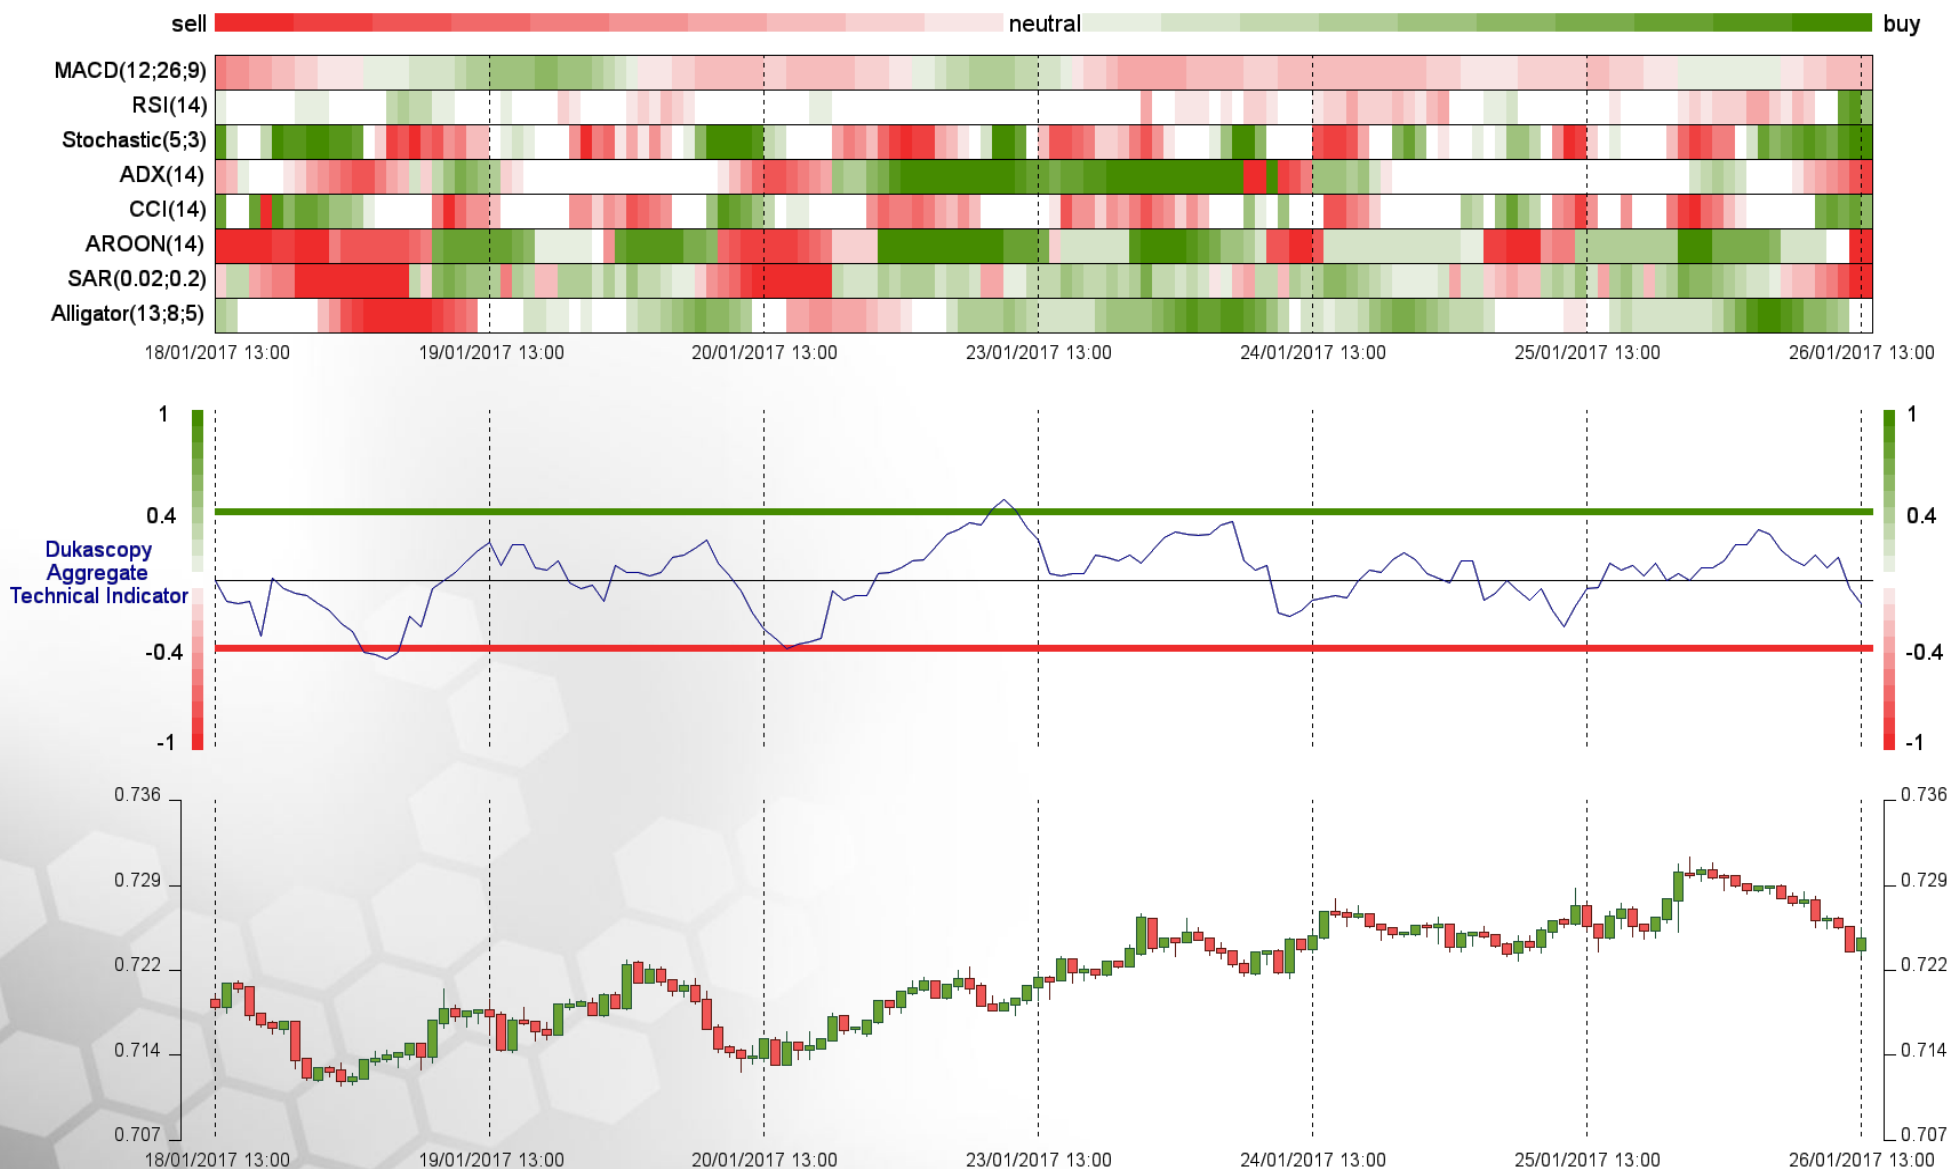 sell neutral buy
MACD(12;26;9)
RSI(14)
Stochastic(5;3)
ADX(14)
CCI(14)
AROON(14)
SAR(0.02;0.2)
Alligator(13;8;5)
18/01/2017 13:00 19/01/2017 13:00 20/01/2017 13:00 23/01/2017 13:00 24/01/2017 13:00 25/01/2017 13:00 26/01/2017 13:00
1 1
0.4 0.4
Dukascopy
Aggregate
Technical Indicator
-0.4 -0.4
-1 -1
0.736 0.736
0.729 0.729
0.722 0.722
0.714 0.714
0.707 0.707
18/01/2017 13:00 19/01/2017 13:00 20/01/2017 13:00 23/01/2017 13:00 24/01/2017 13:00 25/01/2017 13:00 26/01/2017 13:00